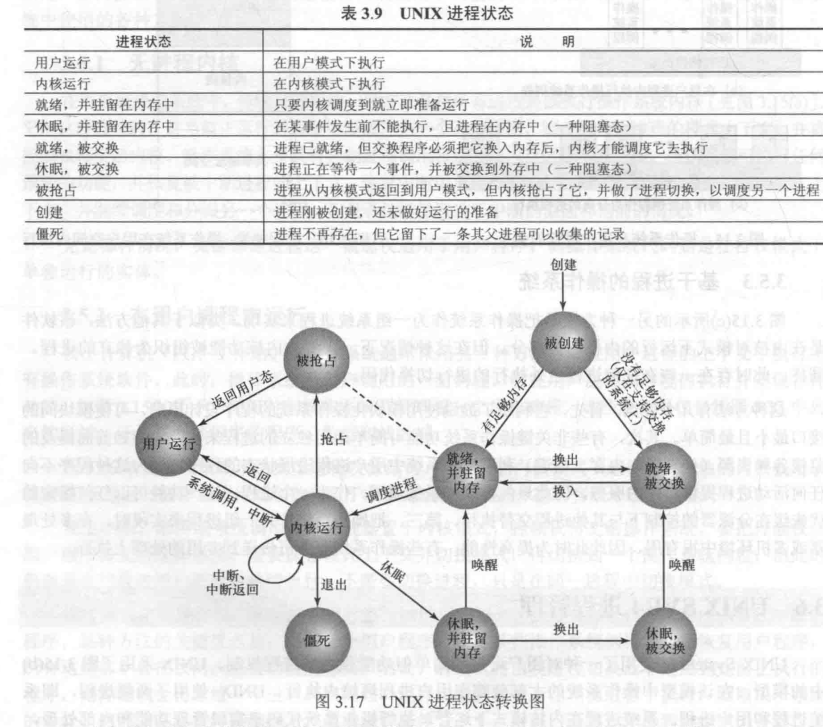 表 3.9 UNIX 进程状态
进程状态 说 明
用户运行 在用户模式下执行
内核运行 在内核模式下执行
就绪，并驻留在内存中 只要内核调度到就立即准备运行
休眠，并驻留在内存中 在某事件发生前不能执行，且进程在内存中（一种阻塞态）
就绪，被交换 进程已就绪，但交换程序必须把它换入内存后，内核才能调度它去执行
休眠，被交换 进程正在等待一个事件，并被交换到外存中（一种阻塞态）
被抢占 进程从内核模式返回到用户模式，但内核抢占了它，并做了进程切换，以调度另一个进程
创建 进程刚被创建，还未做好运行的准备
僵死 进程不再存在，但它留下了一条其父进程可以收集的记录
创建
被创建
被抢占
返回用户态
有足够内存
没有足够内存
（仅在支持交换
的系统中）
用户运行
抢占
返回
系统调用，中断
就绪，
并驻留
内存
换出
换入
就绪，
被交换
调度进程
内核运行
中断、
中断返回
退出
休眠
唤醒
唤醒
僵死
休眠，
并驻留
内存
换出
休眠，
被交换
图 3.17 UNIX 进程状态转换图